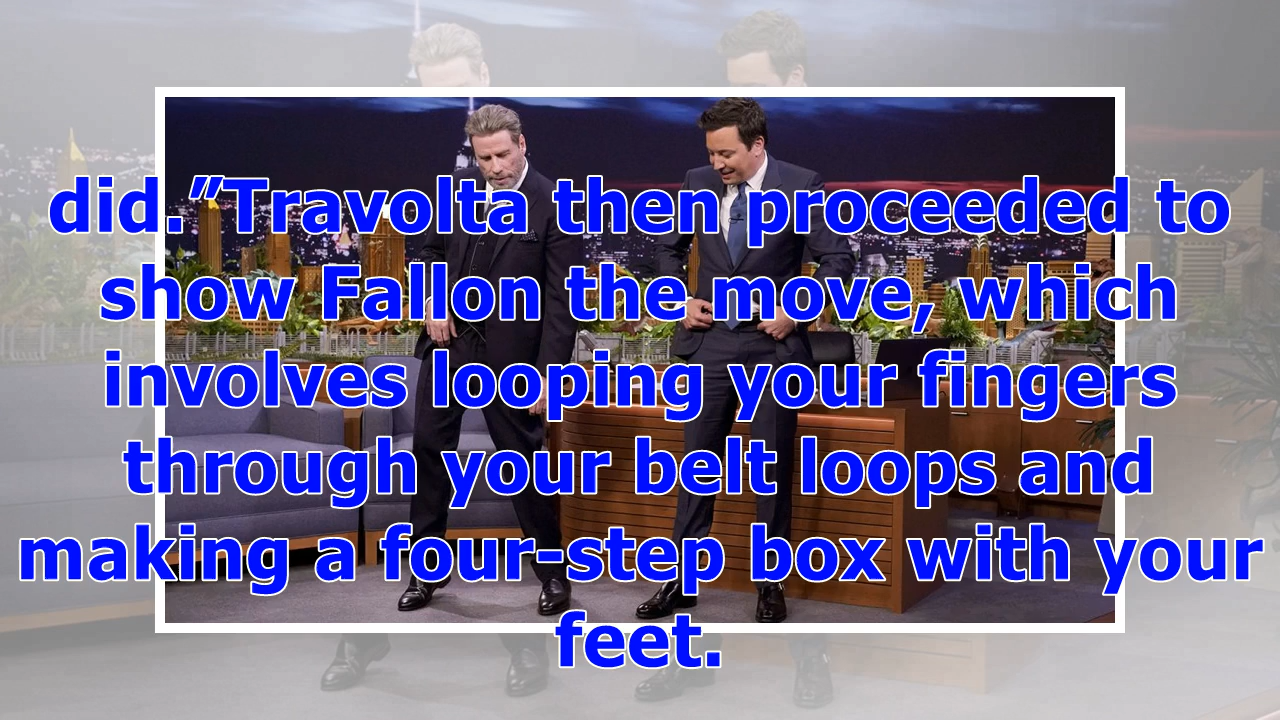 did.”Travolta then proceeded to
show Fallon the move, which
involves looping your fingers
through your belt loops and
making a four-step box with your
feet.